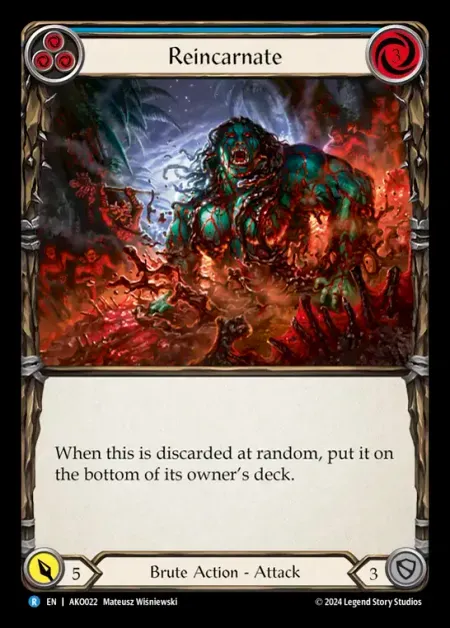 3
Reincarnate
When this is discarded at random, put it on
the bottom of its owner's deck.
5
Brute Action - Attack
3
R EN | AKO022 Mateusz Wiśniewski
© 2024 Legend Story Studios